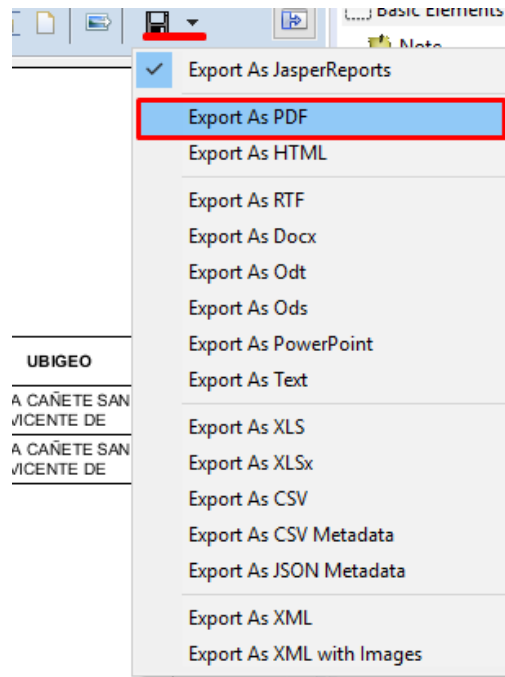 Basic Elements
Note
Export As JasperReports
Export As PDF
Export As HTML
Export As RTF
Export As Docx
Export As Odt
Export As Ods
Export As PowerPoint
Export As Text
Export As XLS
Export As XLSx
Export As CSV
Export As CSV Metadata
Export As JSON Metadata
Export As XML
Export As XML with Images
UBIGEO
A CAÑETE SAN
VICENTE DE
A CAÑETE SAN
VICENTE DE